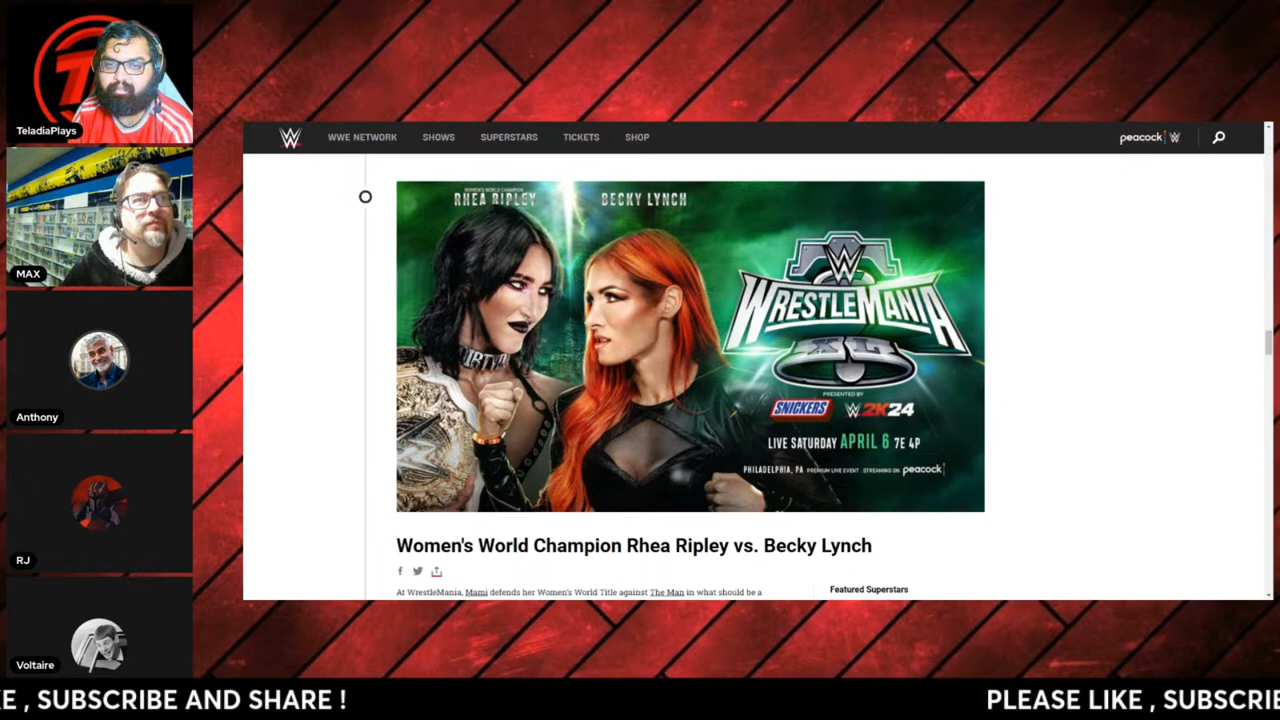 TeladiaPlays
MAX
Anthony
RJ
Voltaire
WWE NETWORK SHOWS SUPERSTARS TICKETS SHOP
peacock W
WOMEN'S WORLD CHAMPION
RHEA RIPLEY
BECKY LYNCH
WRESTLEMANIA
XL
PRESENTED BY
SNICKERS W 2K24
LIVE SATURDAY APRIL 6 7E 4P
PHILADELPHIA, PA PREMIUM LIVE EVENT STREAMING ON peacock
Women's World Champion Rhea Ripley vs. Becky Lynch
At WrestleMania, Mami defends her Women's World Title against The Man in what should be a
Featured Superstars
KE , SUBSCRIBE AND SHARE ! PLEASE LIKE , SUBSCRIBE